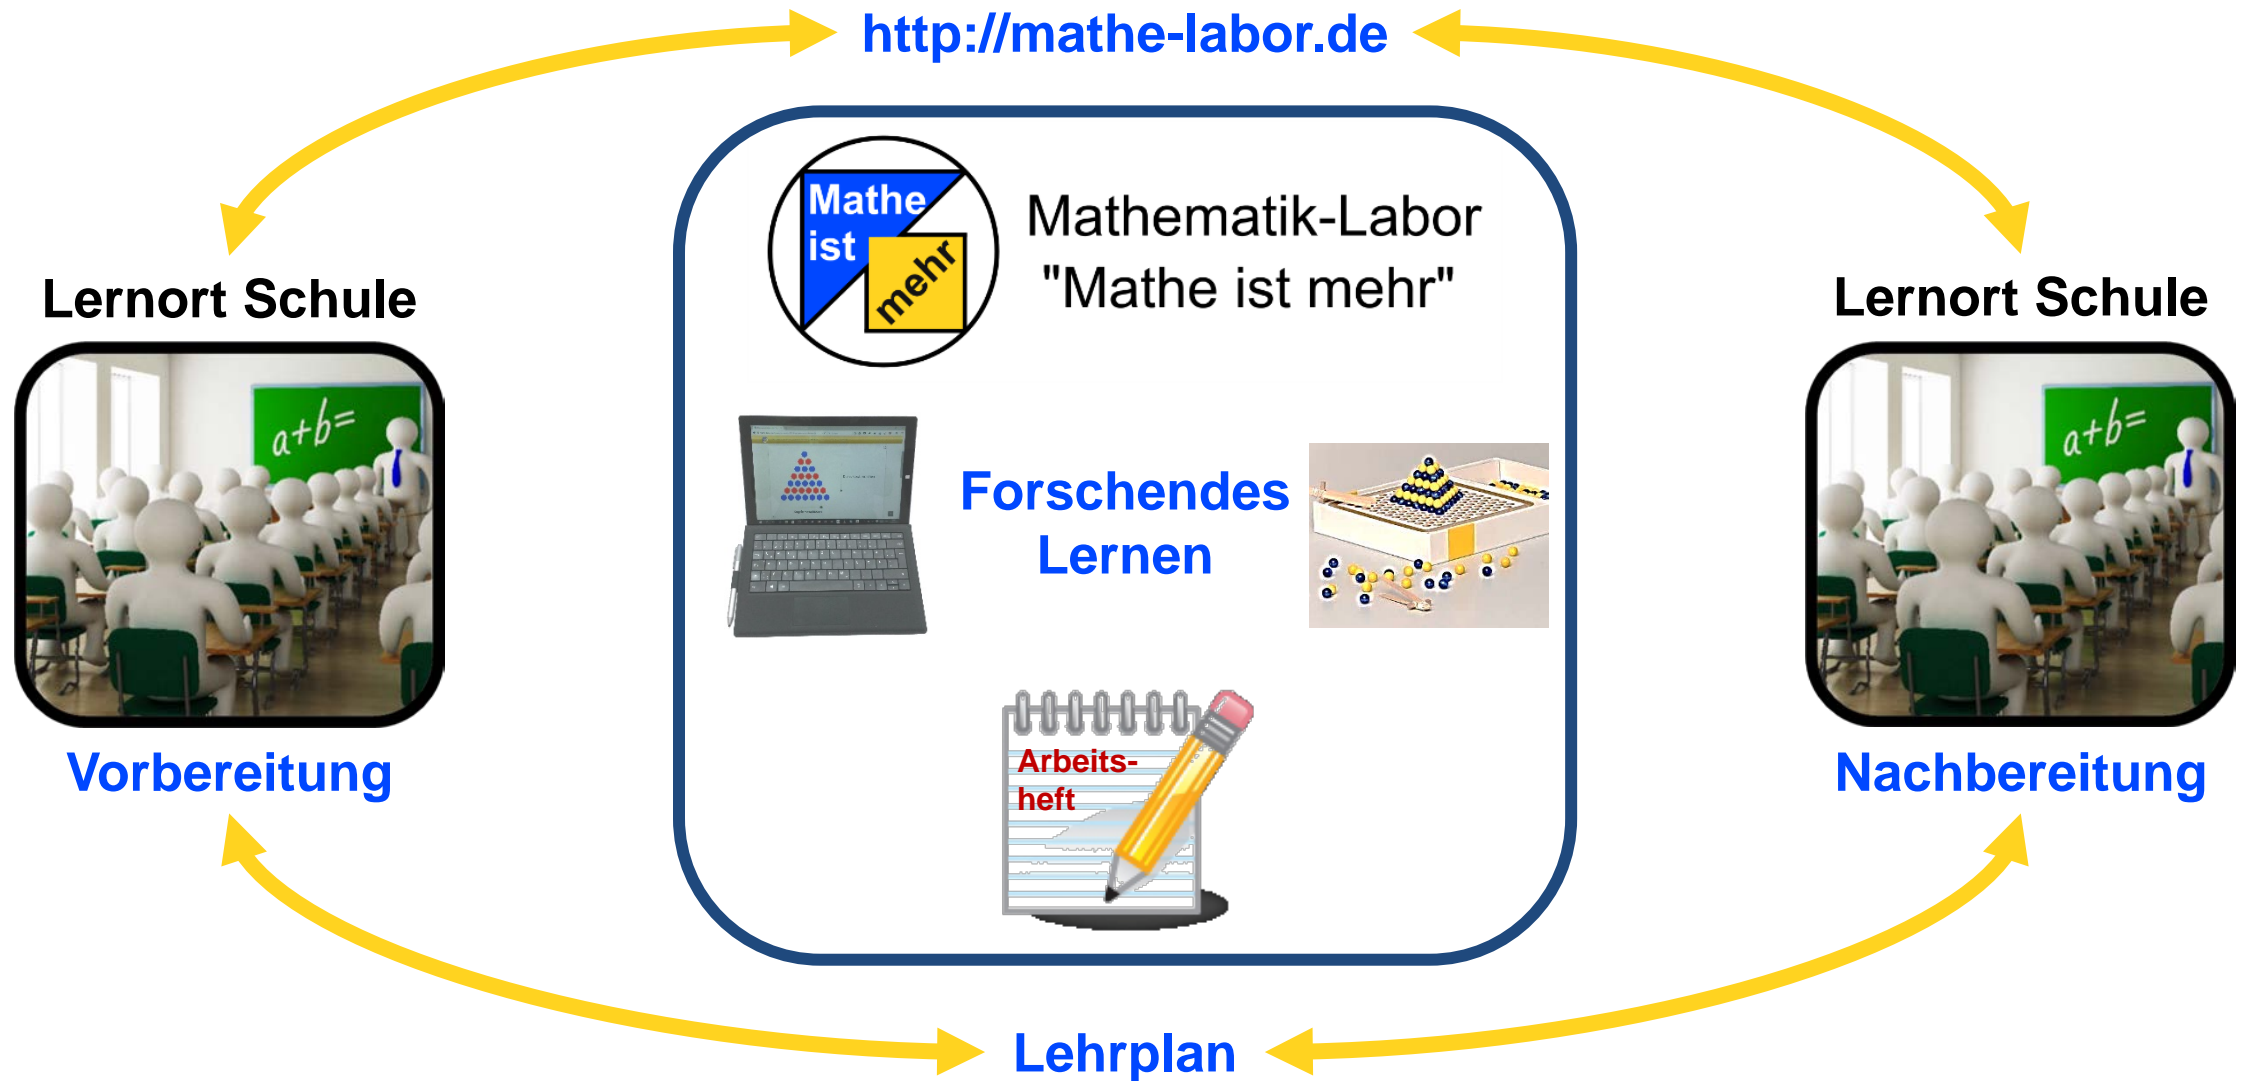 http://mathe-labor.de
Mathe
ist
mehr
Mathematik-Labor
"Mathe ist mehr"
Lernort Schule
a+b=
Vorbereitung
Forschendes
Lernen
Arbeits-
heft
Lernort Schule
a+b=
Nachbereitung
Lehrplan